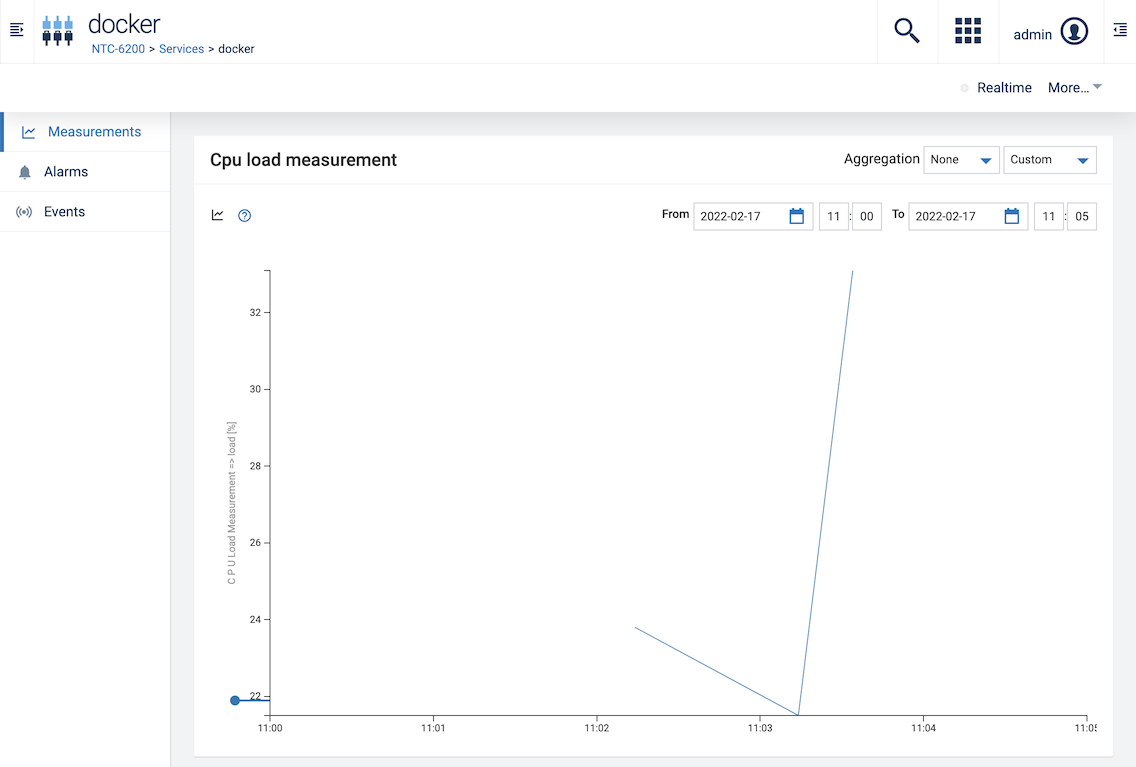 docker
NTC-6200 > Services > docker
admin
Realtime More...
Measurements
Alarms
Events
Cpu load measurement
Aggregation None Custom
From 2022-02-17 11 : 00 To 2022-02-17 11 : 05
32
30
28
26
24
22
C P U Load Measurement => load [%]
11:00 11:01 11:02 11:03 11:04 11:05